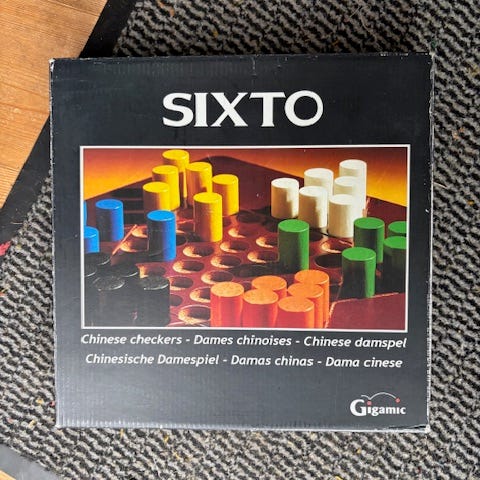 SIXTO
Chinese checkers - Dames chinoises - Chinese damspel
Chinesische Damespiel - Damas chinas - Dama cinese
Gigamic